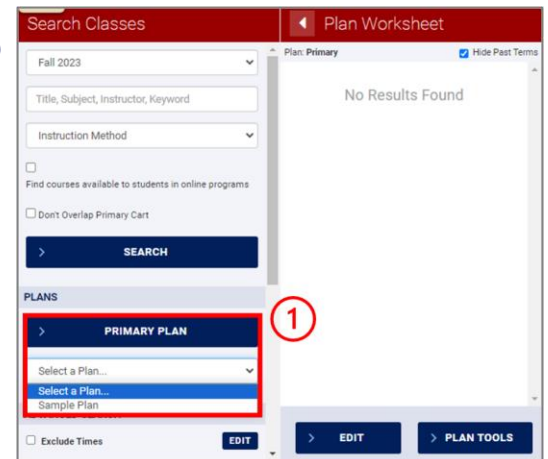 Search Classes
Fall 2023
Title, Subject, Instructor, Keyword
Instruction Method
Find courses available to students in online programs
Don't Overlap Primary Cart
SEARCH
PLANS
PRIMARY PLAN
Select a Plan...
Select a Plan...
Sample Plan
Exclude Times
EDIT
1
Plan Worksheet
Plan: Primary
Hide Past Terms
No Results Found
EDIT
PLAN TOOLS